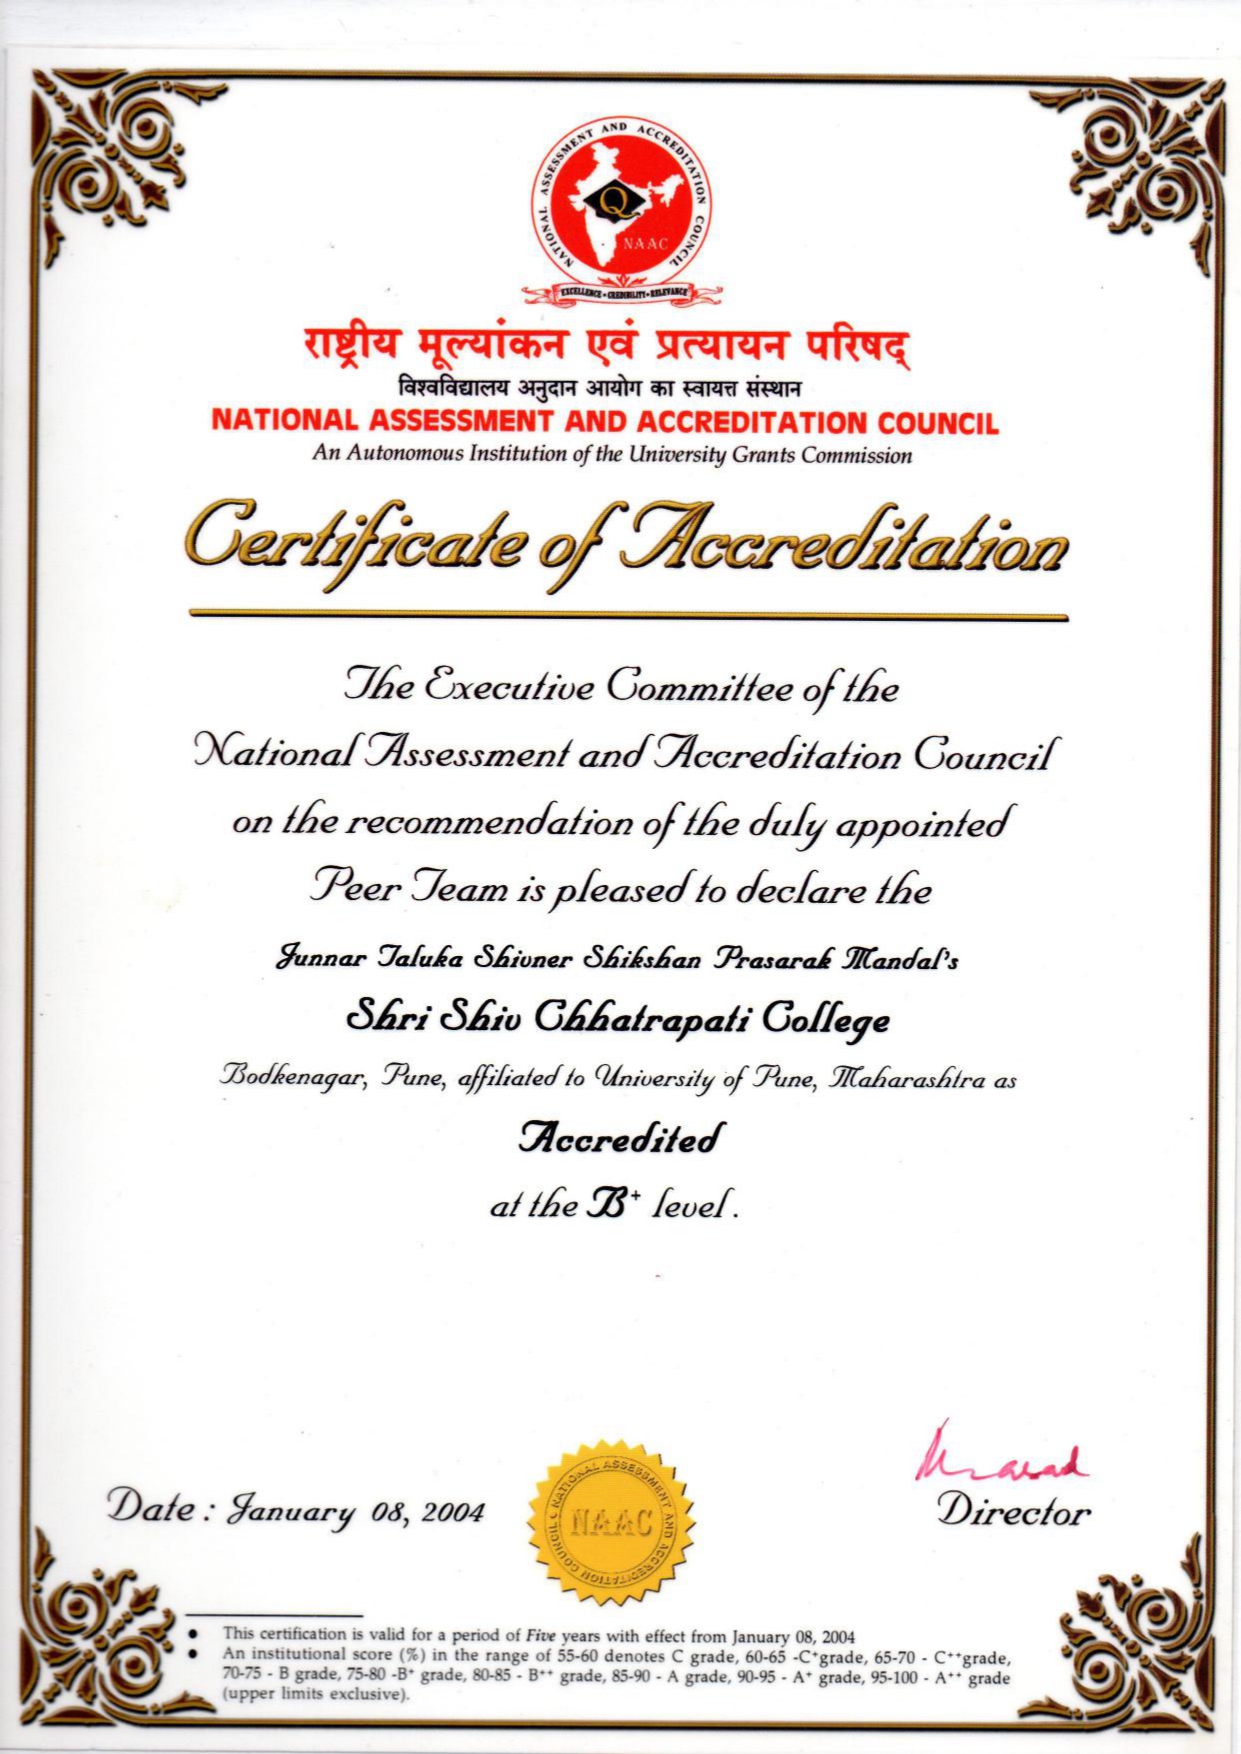 NATIONAL ASSESSMENT AND ACCREDITATION COUNCIL
Q
NAAC
EXCELLENCE • CREDIBILITY • RELEVANCE
राष्ट्रीय मूल्यांकन एवं प्रत्यायन परिषद्
विश्वविद्यालय अनुदान आयोग का स्वायत्त संस्थान
NATIONAL ASSESSMENT AND ACCREDITATION COUNCIL
An Autonomous Institution of the University Grants Commission
Certificate of Accreditation
The Executive Committee of the
National Assessment and Accreditation Council
on the recommendation of the duly appointed
Peer Team is pleased to declare the
Junnar Taluka Shivner Shikshan Prasarak Mandal's
Shri Shiv Chhatrapati College
Bodkenagar, Pune, affiliated to University of Pune, Maharashtra as
Accredited
at the B⁺ level.
Date : January 08, 2004
NATIONAL ASSESSMENT AND ACCREDITATION COUNCIL
NAAC
Director
• This certification is valid for a period of Five years with effect from January 08, 2004
• An institutional score (%) in the range of 55-60 denotes C grade, 60-65 -C⁺grade, 65-70 - C⁺⁺grade,
70-75 - B grade, 75-80 -B⁺ grade, 80-85 - B⁺⁺ grade, 85-90 - A grade, 90-95 - A⁺ grade, 95-100 - A⁺⁺ grade
(upper limits exclusive).